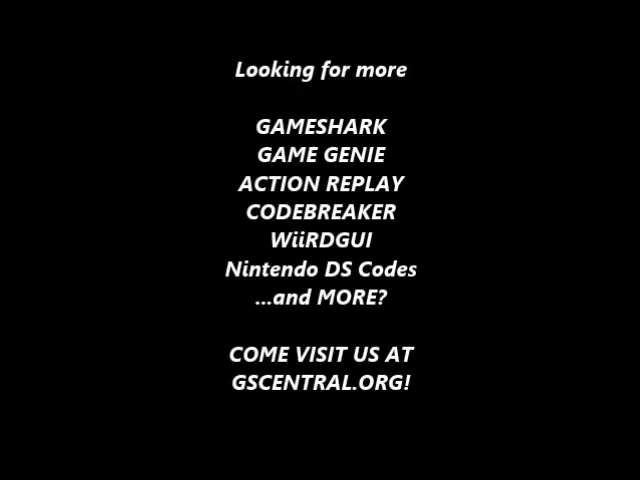 Looking for more
GAMESHARK
GAME GENIE
ACTION REPLAY
CODEBREAKER
WiiRDGUI
Nintendo DS Codes
...and MORE?
COME VISIT US AT
GSCENTRAL.ORG!